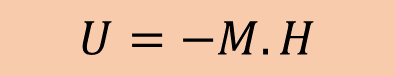 U = −M.H